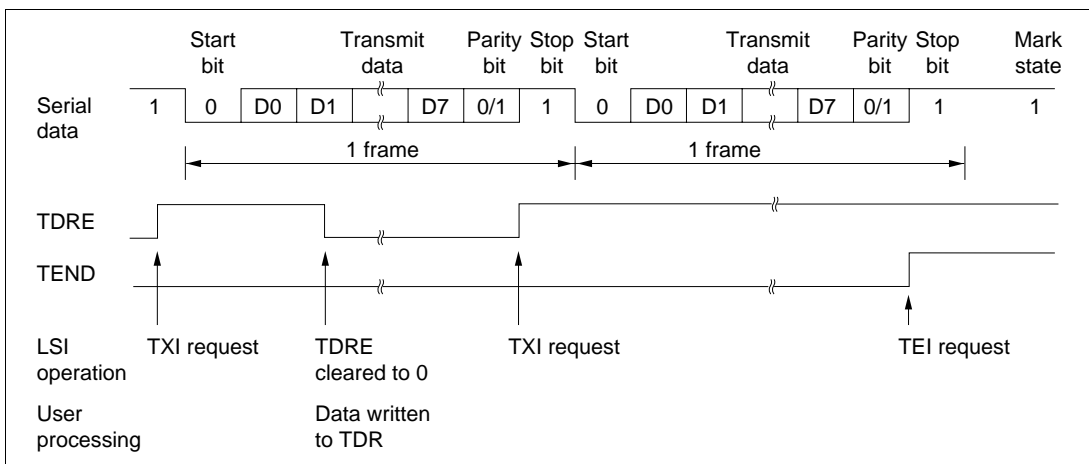 Start bit Transmit data Parity bit Stop bit Start bit Transmit data Parity bit Stop bit Mark state
Serial data 1 0 D0 D1 D7 0/1 1 0 D0 D1 D7 0/1 1 1
1 frame 1 frame
TDRE
TEND
LSI operation TXI request TDRE cleared to 0 TXI request TEI request
User processing Data written to TDR